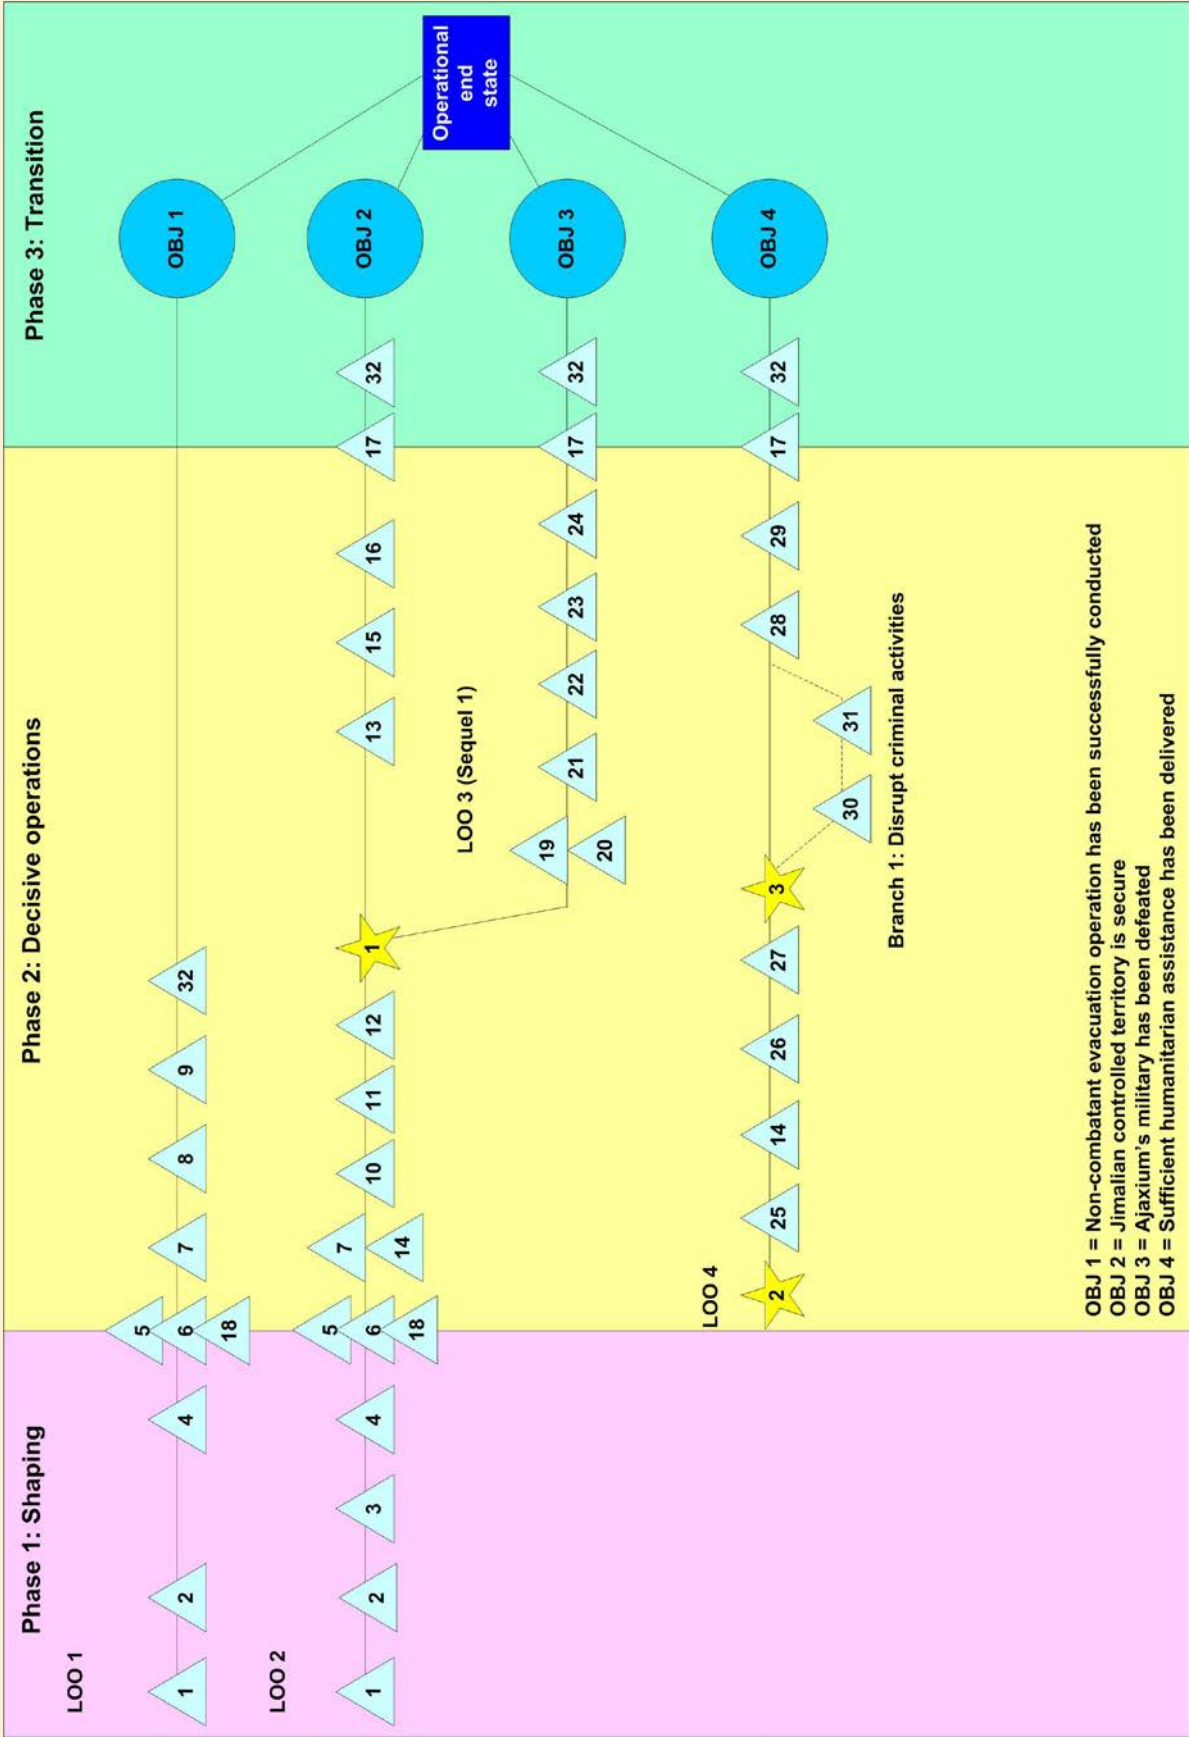 Phase 1: Shaping
Phase 2: Decisive operations
Phase 3: Transition
LOO 1
1
2
4
5
6
18
7
8
9
32
OBJ 1
LOO 2
1
2
3
4
5
6
18
7
14
10
11
12
1
13
15
16
17
32
OBJ 2
Operational
end
state
LOO 3 (Sequel 1)
19
20
21
22
23
24
17
32
OBJ 3
LOO 4
2
25
14
26
27
3
28
29
17
32
OBJ 4
30
31
Branch 1: Disrupt criminal activities
OBJ 1 = Non-combatant evacuation operation has been successfully conducted
OBJ 2 = Jimalian controlled territory is secure
OBJ 3 = Ajaxium's military has been defeated
OBJ 4 = Sufficient humanitarian assistance has been delivered